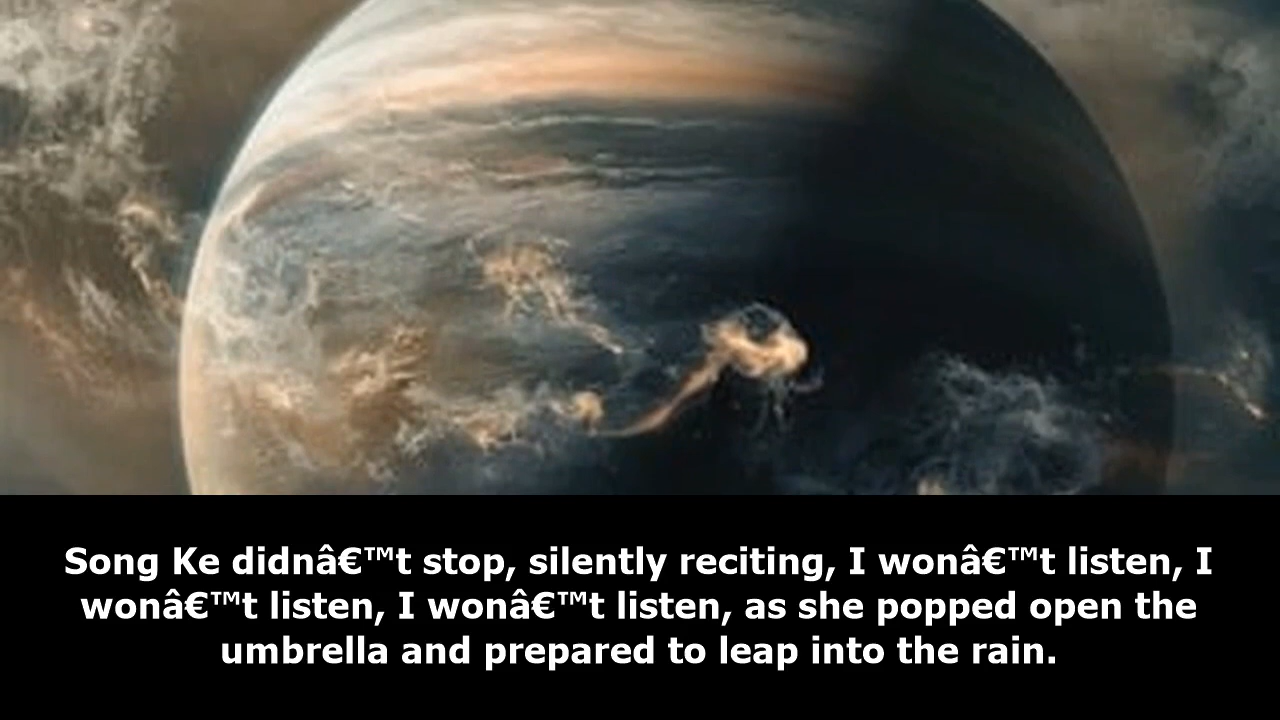 Song Ke didnâ€™t stop, silently reciting, I wonâ€™t listen, I
wonâ€™t listen, I wonâ€™t listen, as she popped open the
umbrella and prepared to leap into the rain.